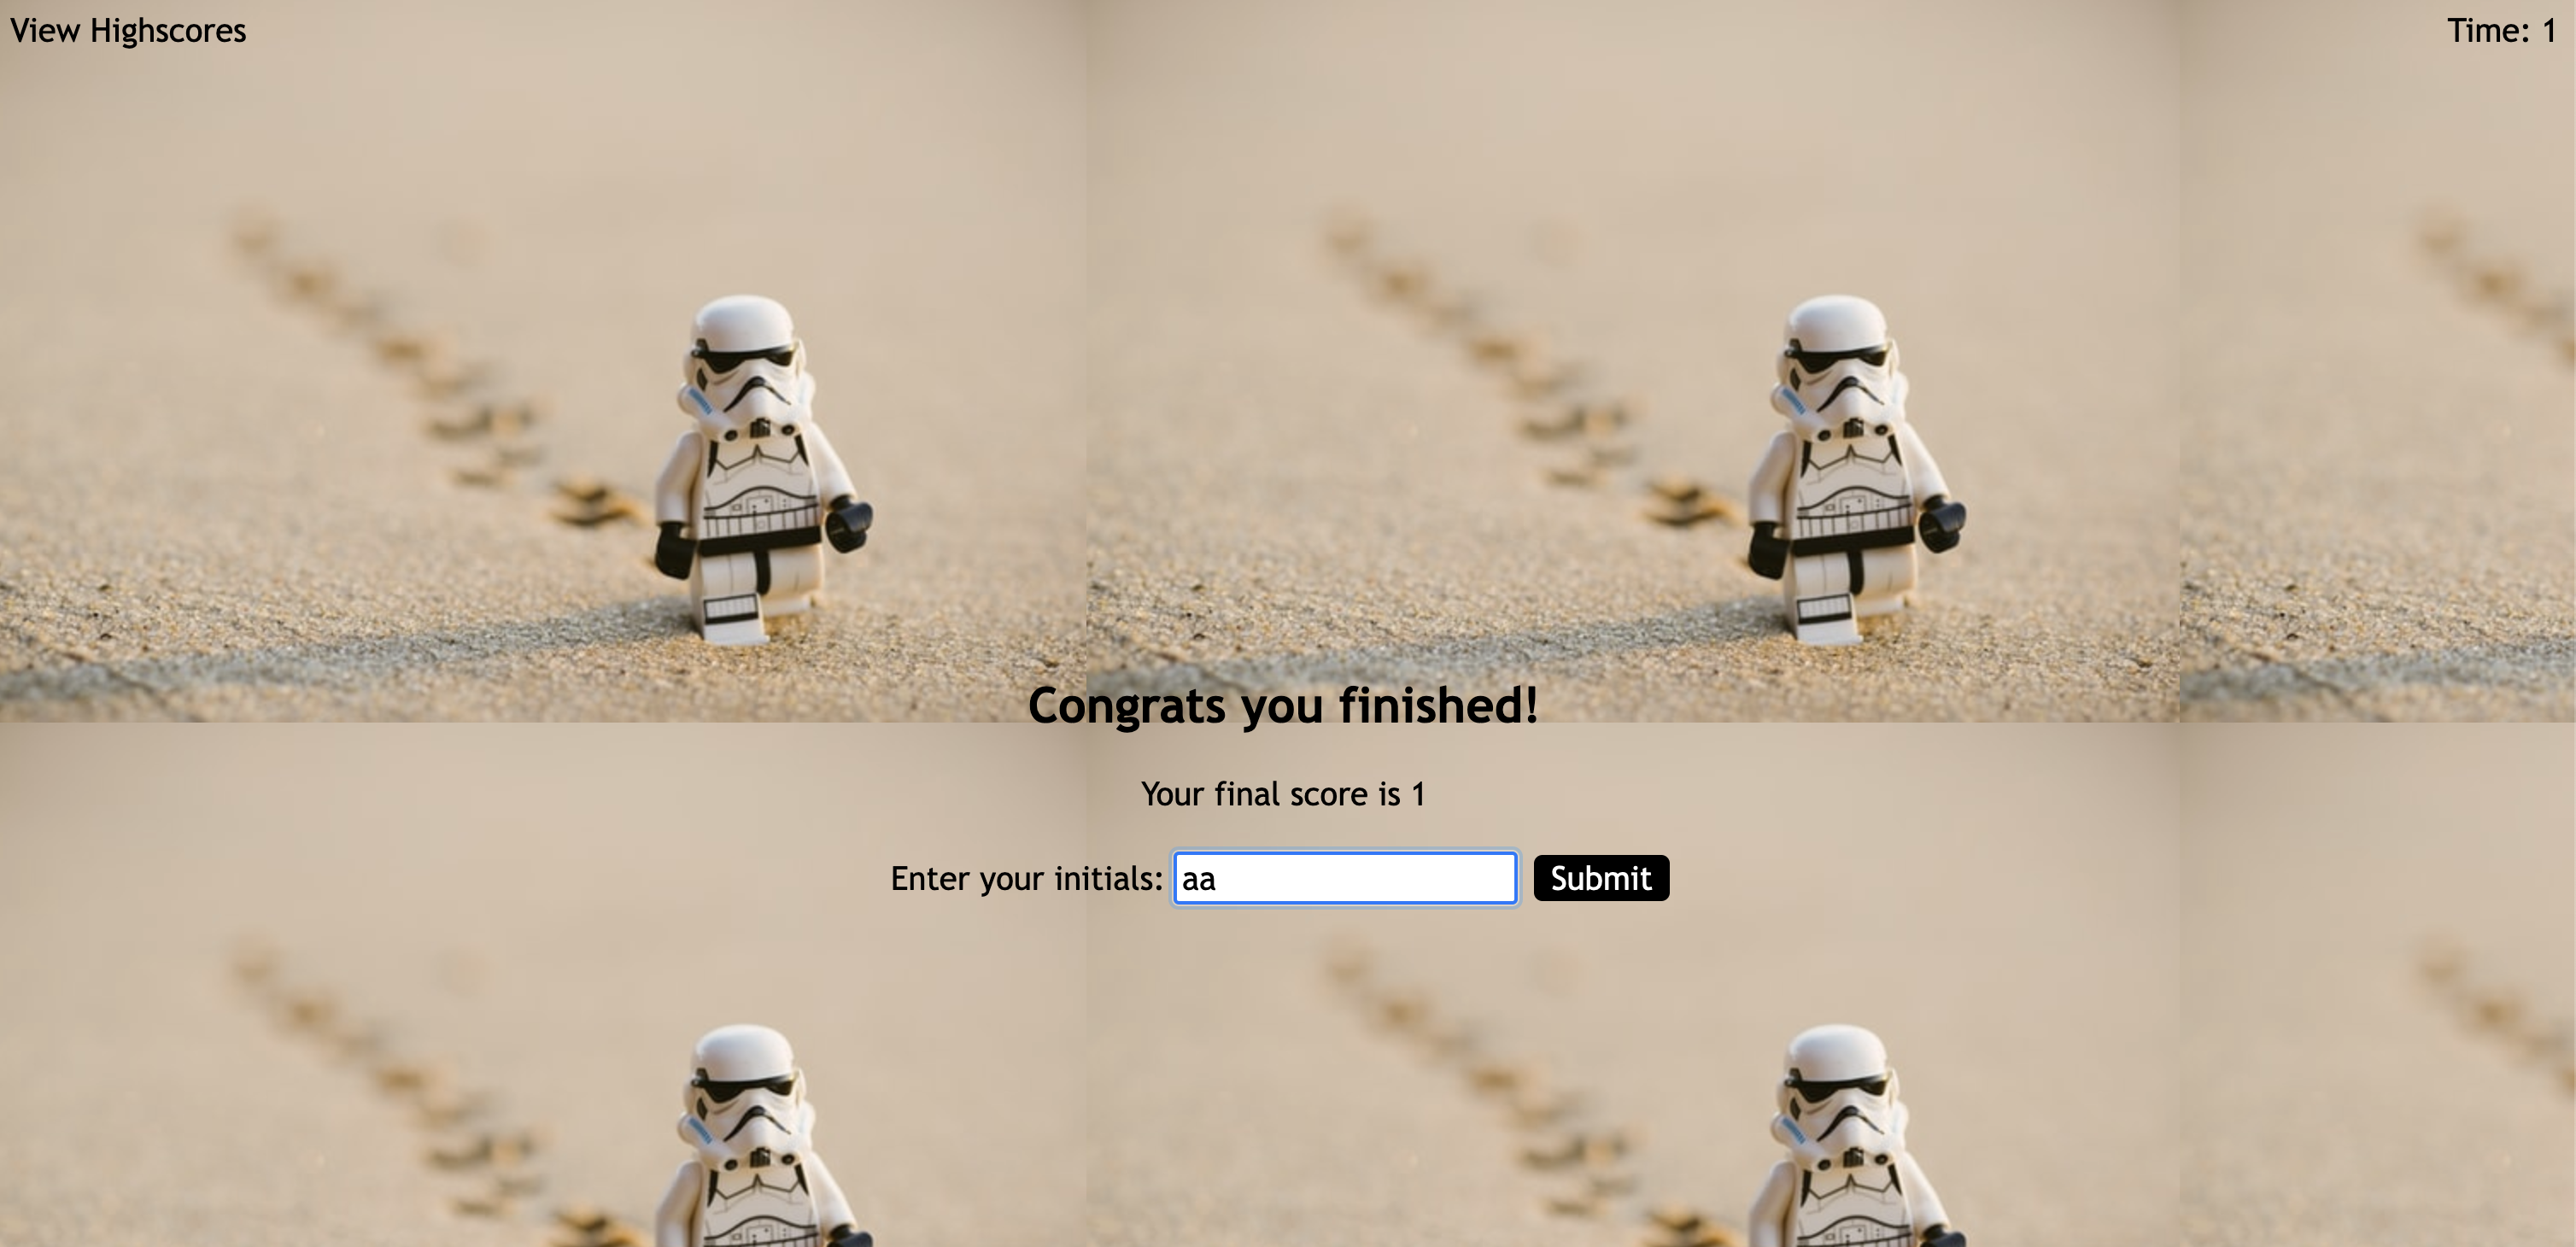 View Highscores
Time: 1
Congrats you finished!
Your final score is 1
Enter your initials: aa Submit